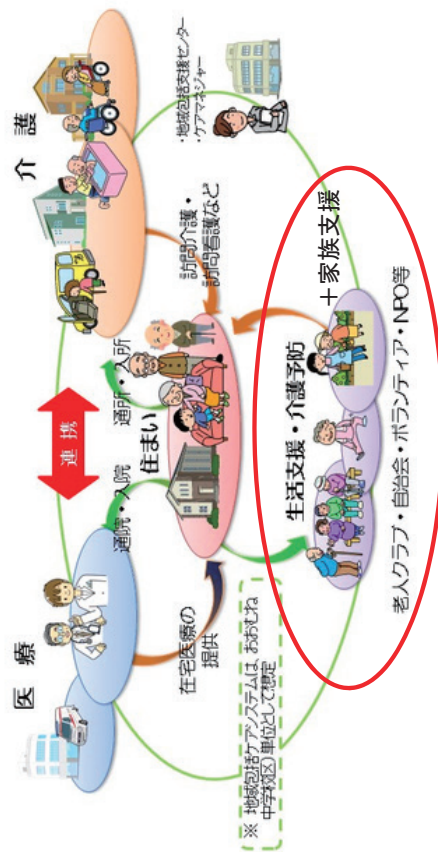 医 療
介 護
連 携
通院・入院
通所・入所
住まい
在宅医療の
提供
訪問介護・
訪問看護など
・地域包括支援センター
・ケアマネジャー
生活支援・介護予防
＋家族支援
老人クラブ・自治会・ボランティア・NPO等
※ 地域包括ケアシステムは、おおむね
中学校区）単位として想定